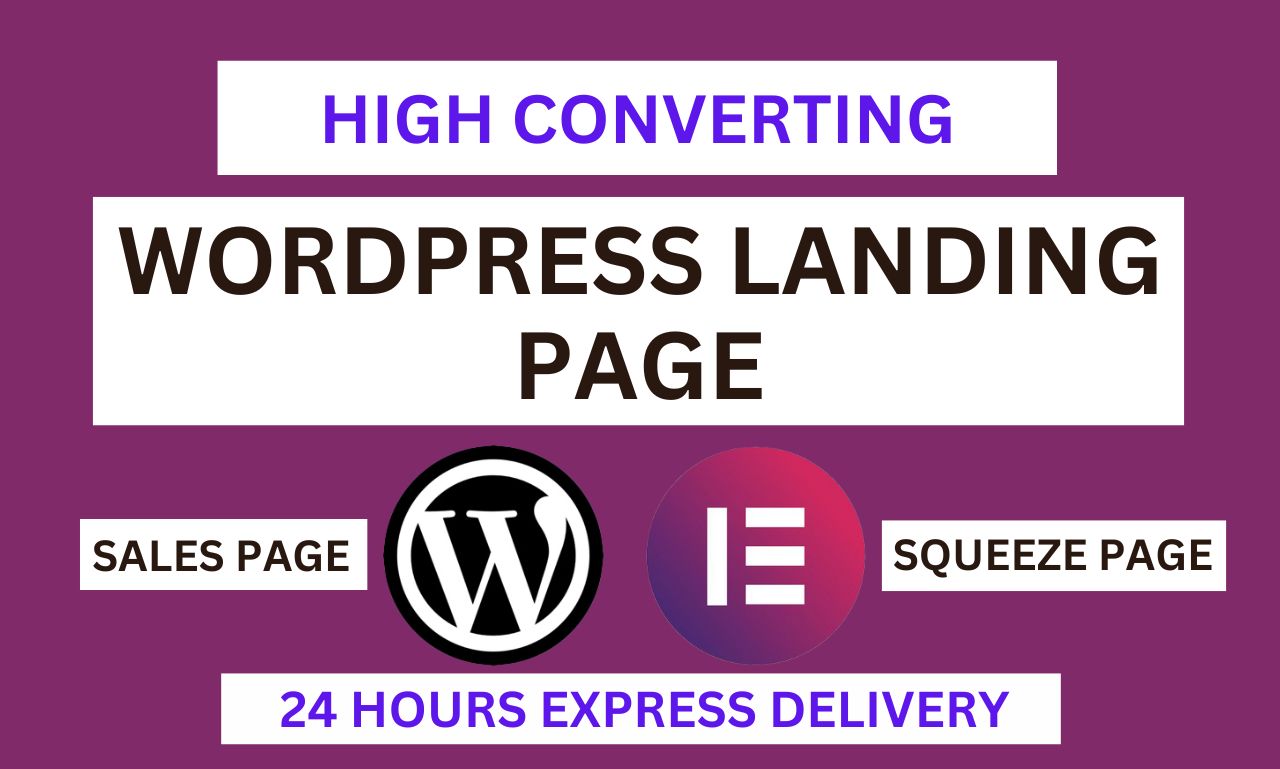 HIGH CONVERTING
WORDPRESS LANDING
PAGE
SALES PAGE
SQUEEZE PAGE
24 HOURS EXPRESS DELIVERY